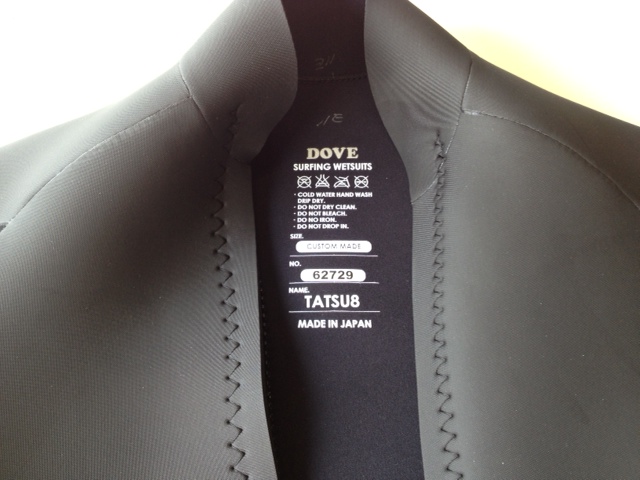 DOVE
SURFING WETSUITS
· COLD WATER HAND WASH
DRIP DRY.
· DO NOT DRY CLEAN.
· DO NOT BLEACH.
· DO NO IRON.
· DO NOT DROP IN.
SIZE.
CUSTOM MADE
NO.
62729
NAME.
TATSU8
MADE IN JAPAN